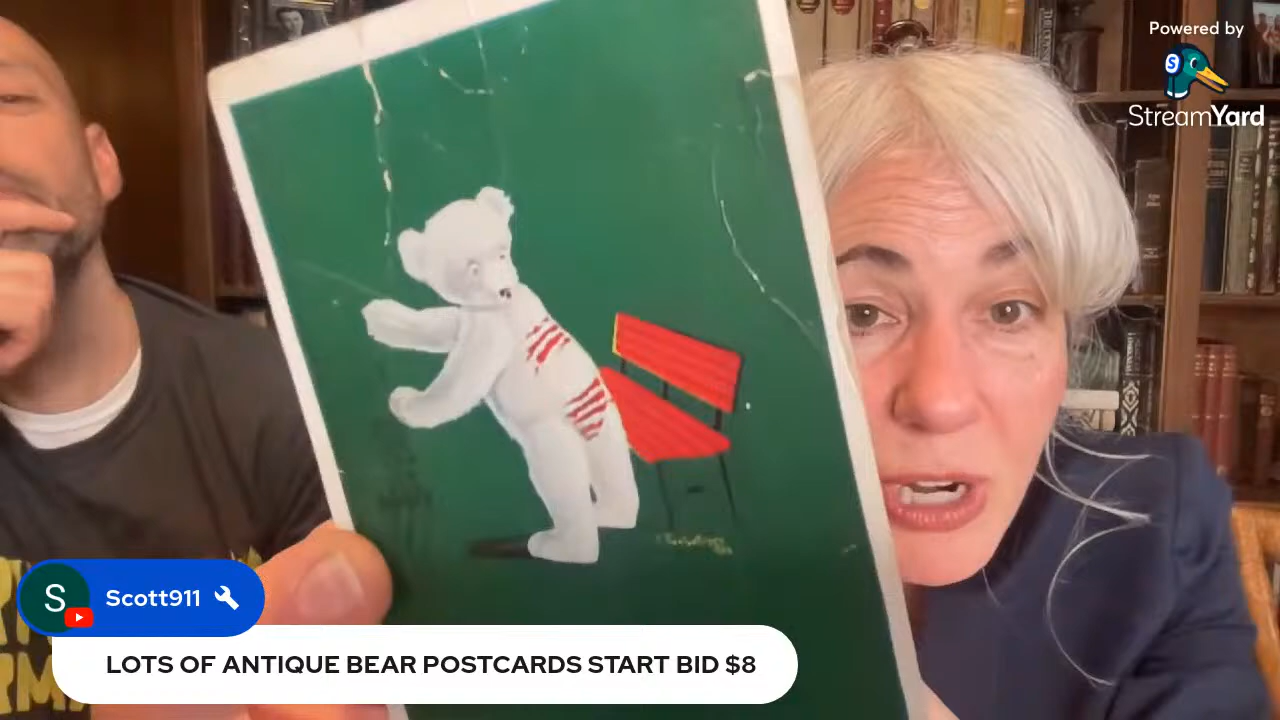 Powered by
StreamYard
S
S
Scott911
LOTS OF ANTIQUE BEAR POSTCARDS START BID $8